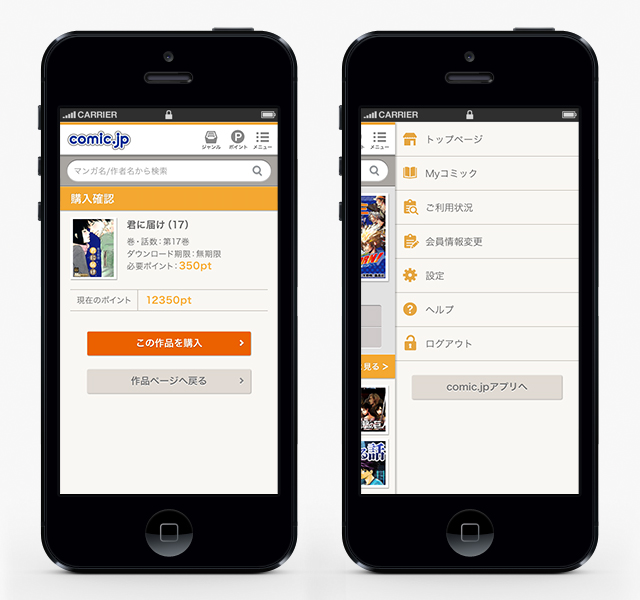 CARRIER
comic.jp
ジャンル ポイント メニュー
マンガ名/作者名から検索
購入確認
君に届け (17)
巻・話数：第17巻
ダウンロード期限：無期限
必要ポイント：350pt
現在のポイント 12350pt
この作品を購入
作品ページへ戻る
CARRIER
メニュー
トップページ
Myコミック
ご利用状況
会員情報変更
設定
ヘルプ
ログアウト
見る >
comic.jpアプリへ